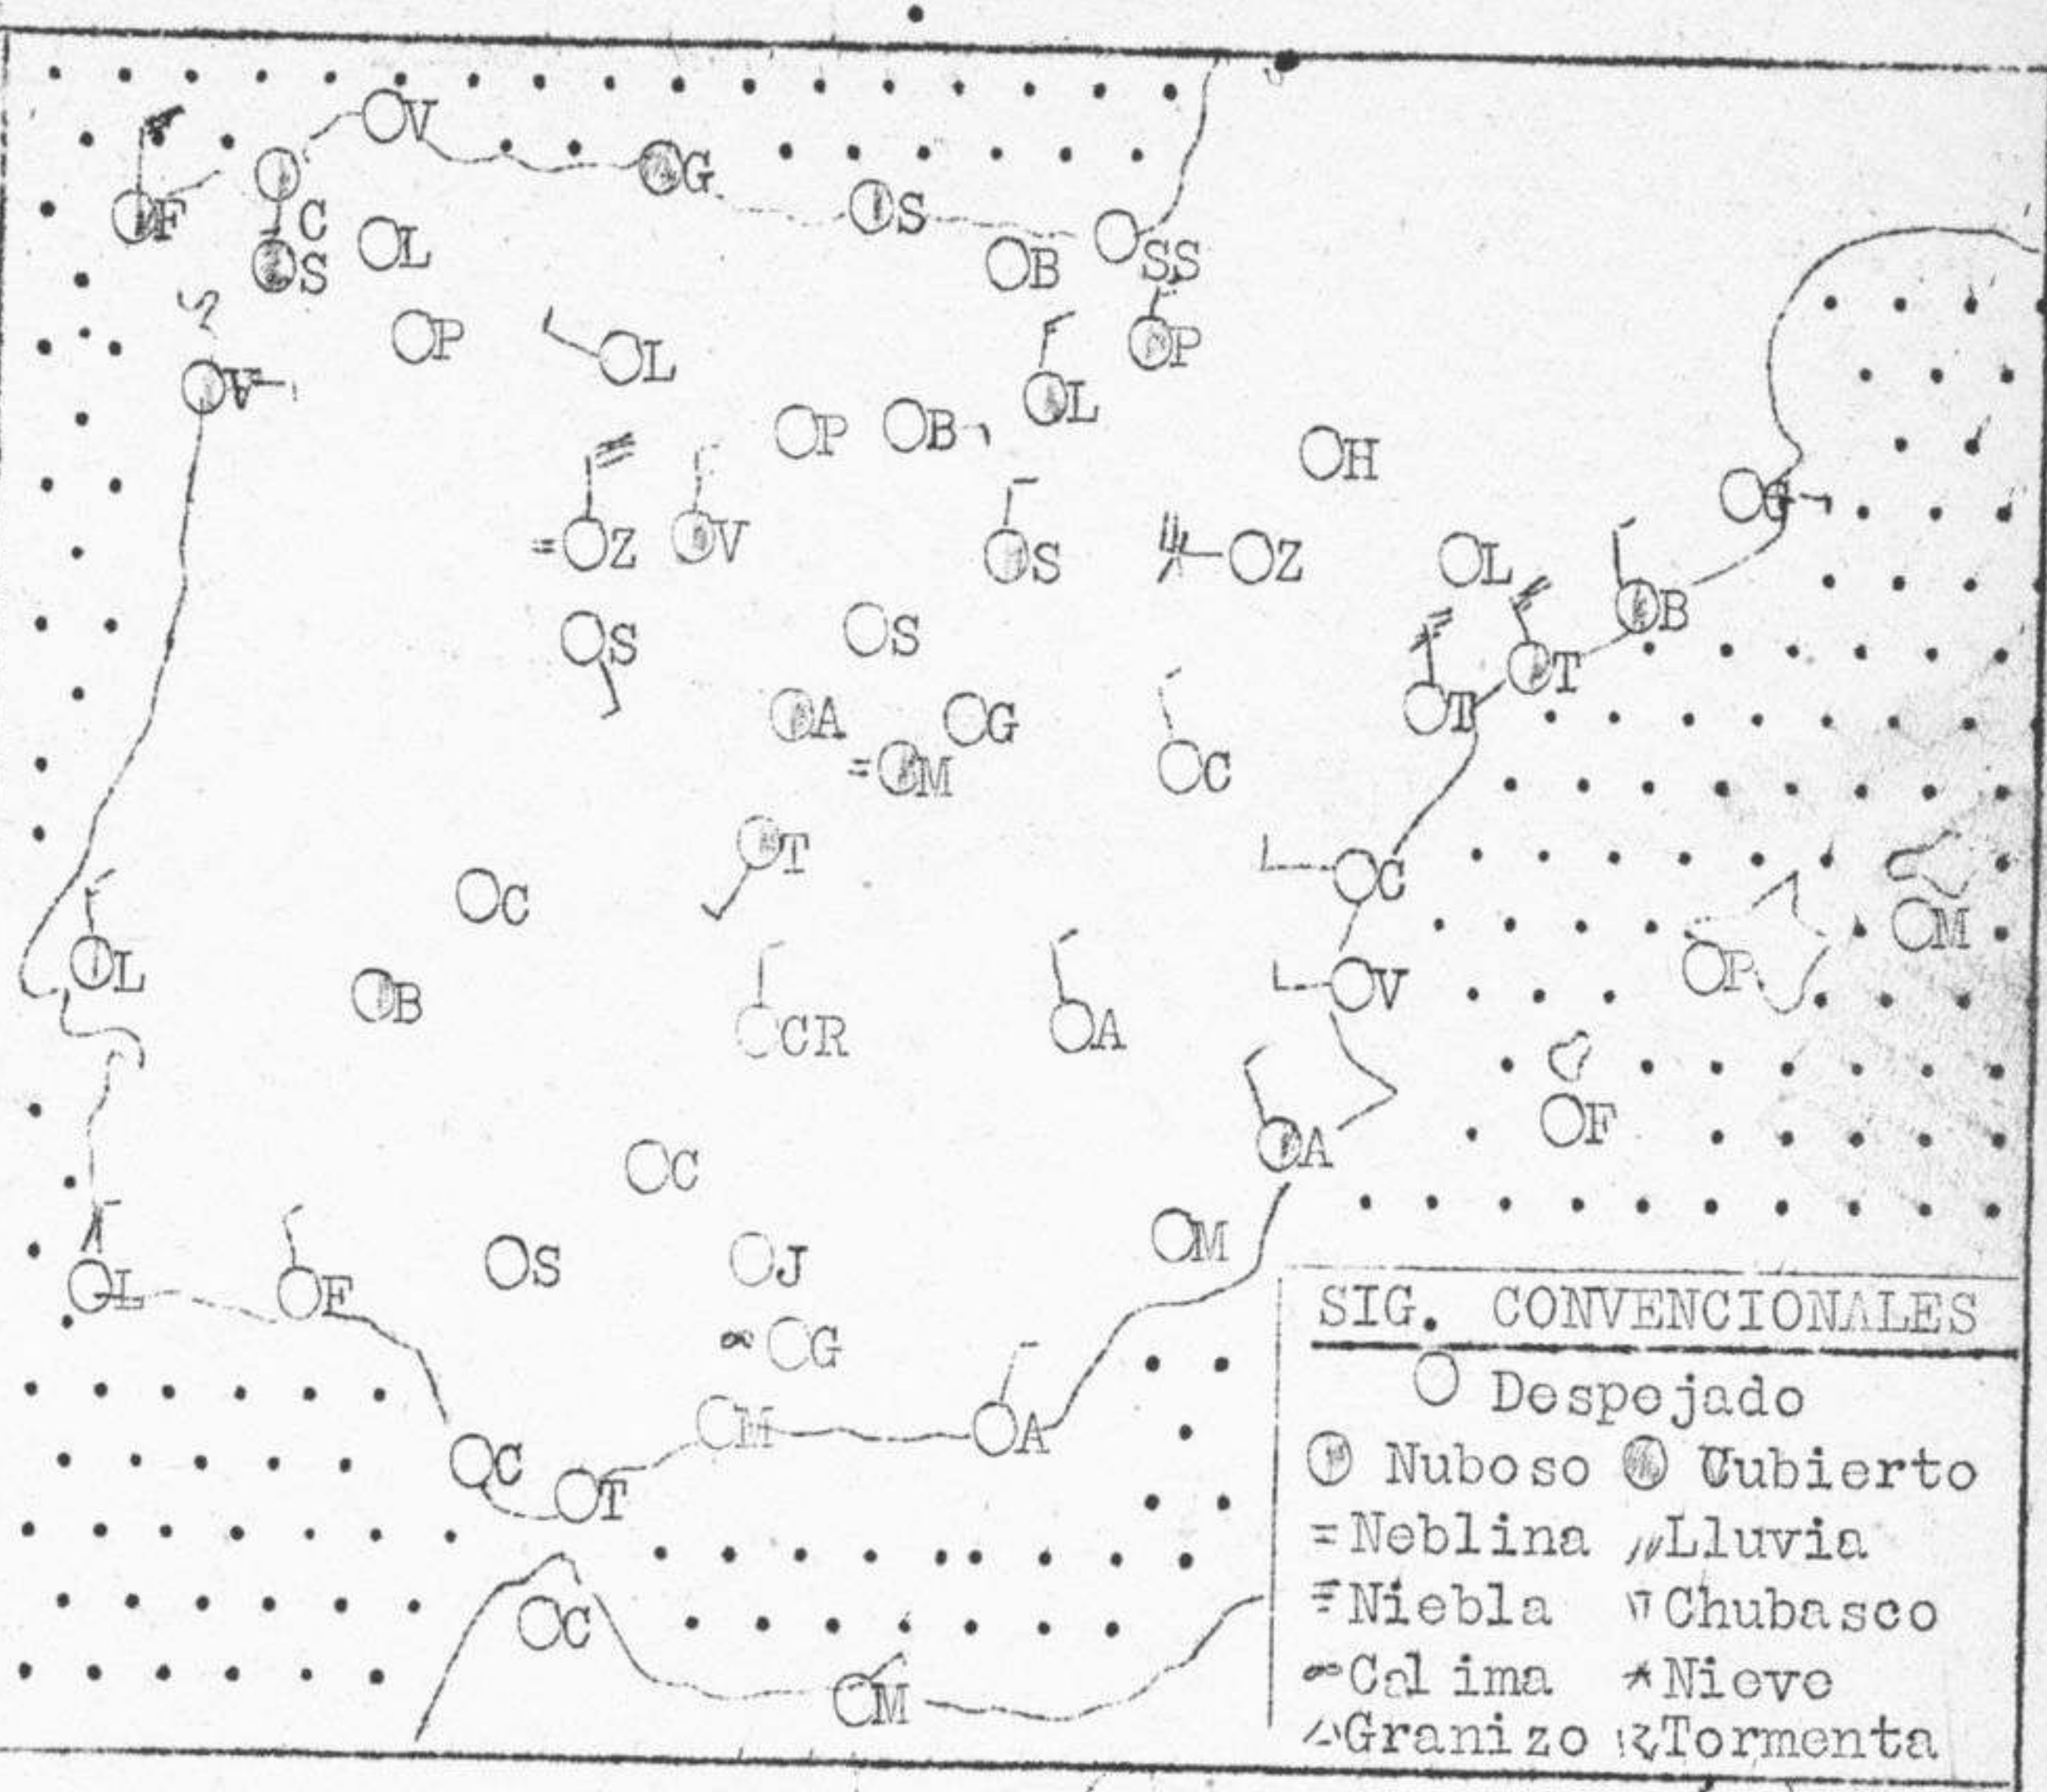 V
G
F
C
S
S
L
SS
B
P
P
L
L
V
P
B
H
G
Z
V
S
Z
L
B
S
S
T
A
G
T
M
C
T
C
C
M
L
V
P
B
CR
A
F
A
C
M
S
J
L
F
G
M
A
C
T
C
M
SIG. CONVENCIONALES
Despejado
Nuboso Cubierto
Neblina Lluvia
Niebla Chubasco
Calima Nieve
Granizo Tormenta